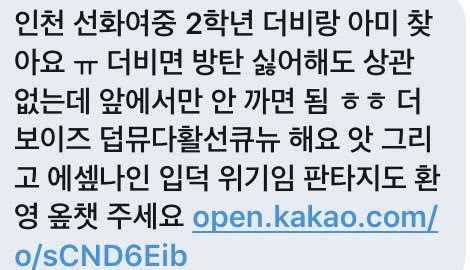 인천 선화여중 2학년 더비랑 아미 찾
아요 ㅠ 더비면 방탄 싫어해도 상관
없는데 앞에서만 안 까면 됨 ㅎㅎ 더
보이즈 덥뮤다활선큐뉴 해요 앗 그리
고 에셒나인 입덕 위기임 판타지도 환
영 옾챗 주세요 open.kakao.com/
o/sCND6Eib